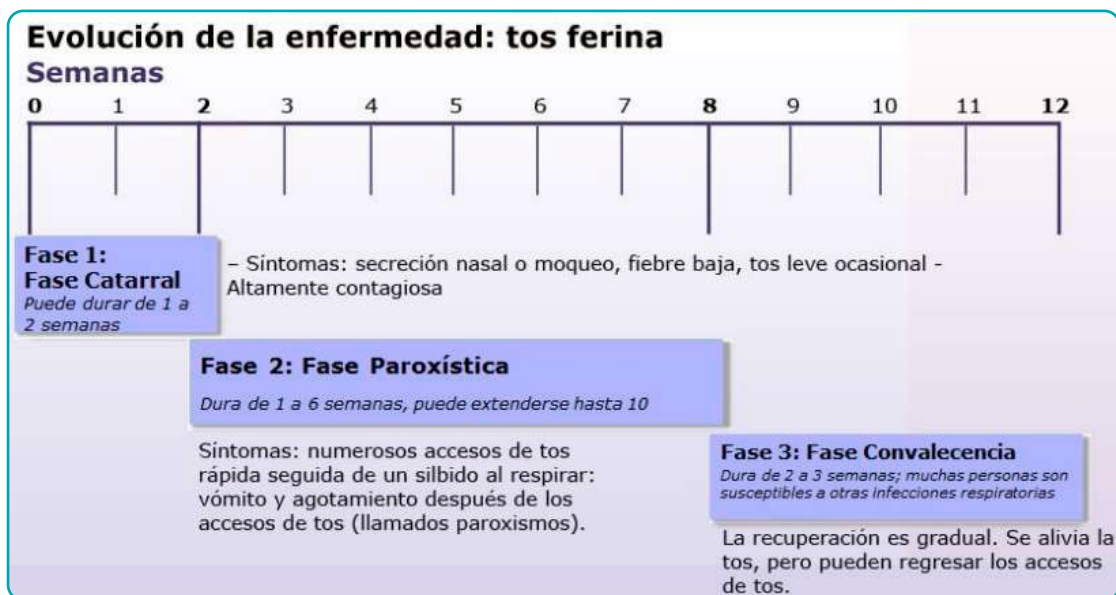 Evolución de la enfermedad: tos ferina
Semanas
0 1 2 3 4 5 6 7 8 9 10 11 12
Fase 1:
Fase Catarral
Puede durar de 1 a
2 semanas
– Síntomas: secreción nasal o moqueo, fiebre baja, tos leve ocasional -
Altamente contagiosa
Fase 2: Fase Paroxística
Dura de 1 a 6 semanas, puede extenderse hasta 10
Síntomas: numerosos accesos de tos
rápida seguida de un silbido al respirar:
vómito y agotamiento después de los
accesos de tos (llamados paroxismos).
Fase 3: Fase Convalecencia
Dura de 2 a 3 semanas; muchas personas son
susceptibles a otras infecciones respiratorias
La recuperación es gradual. Se alivia la
tos, pero pueden regresar los accesos
de tos.